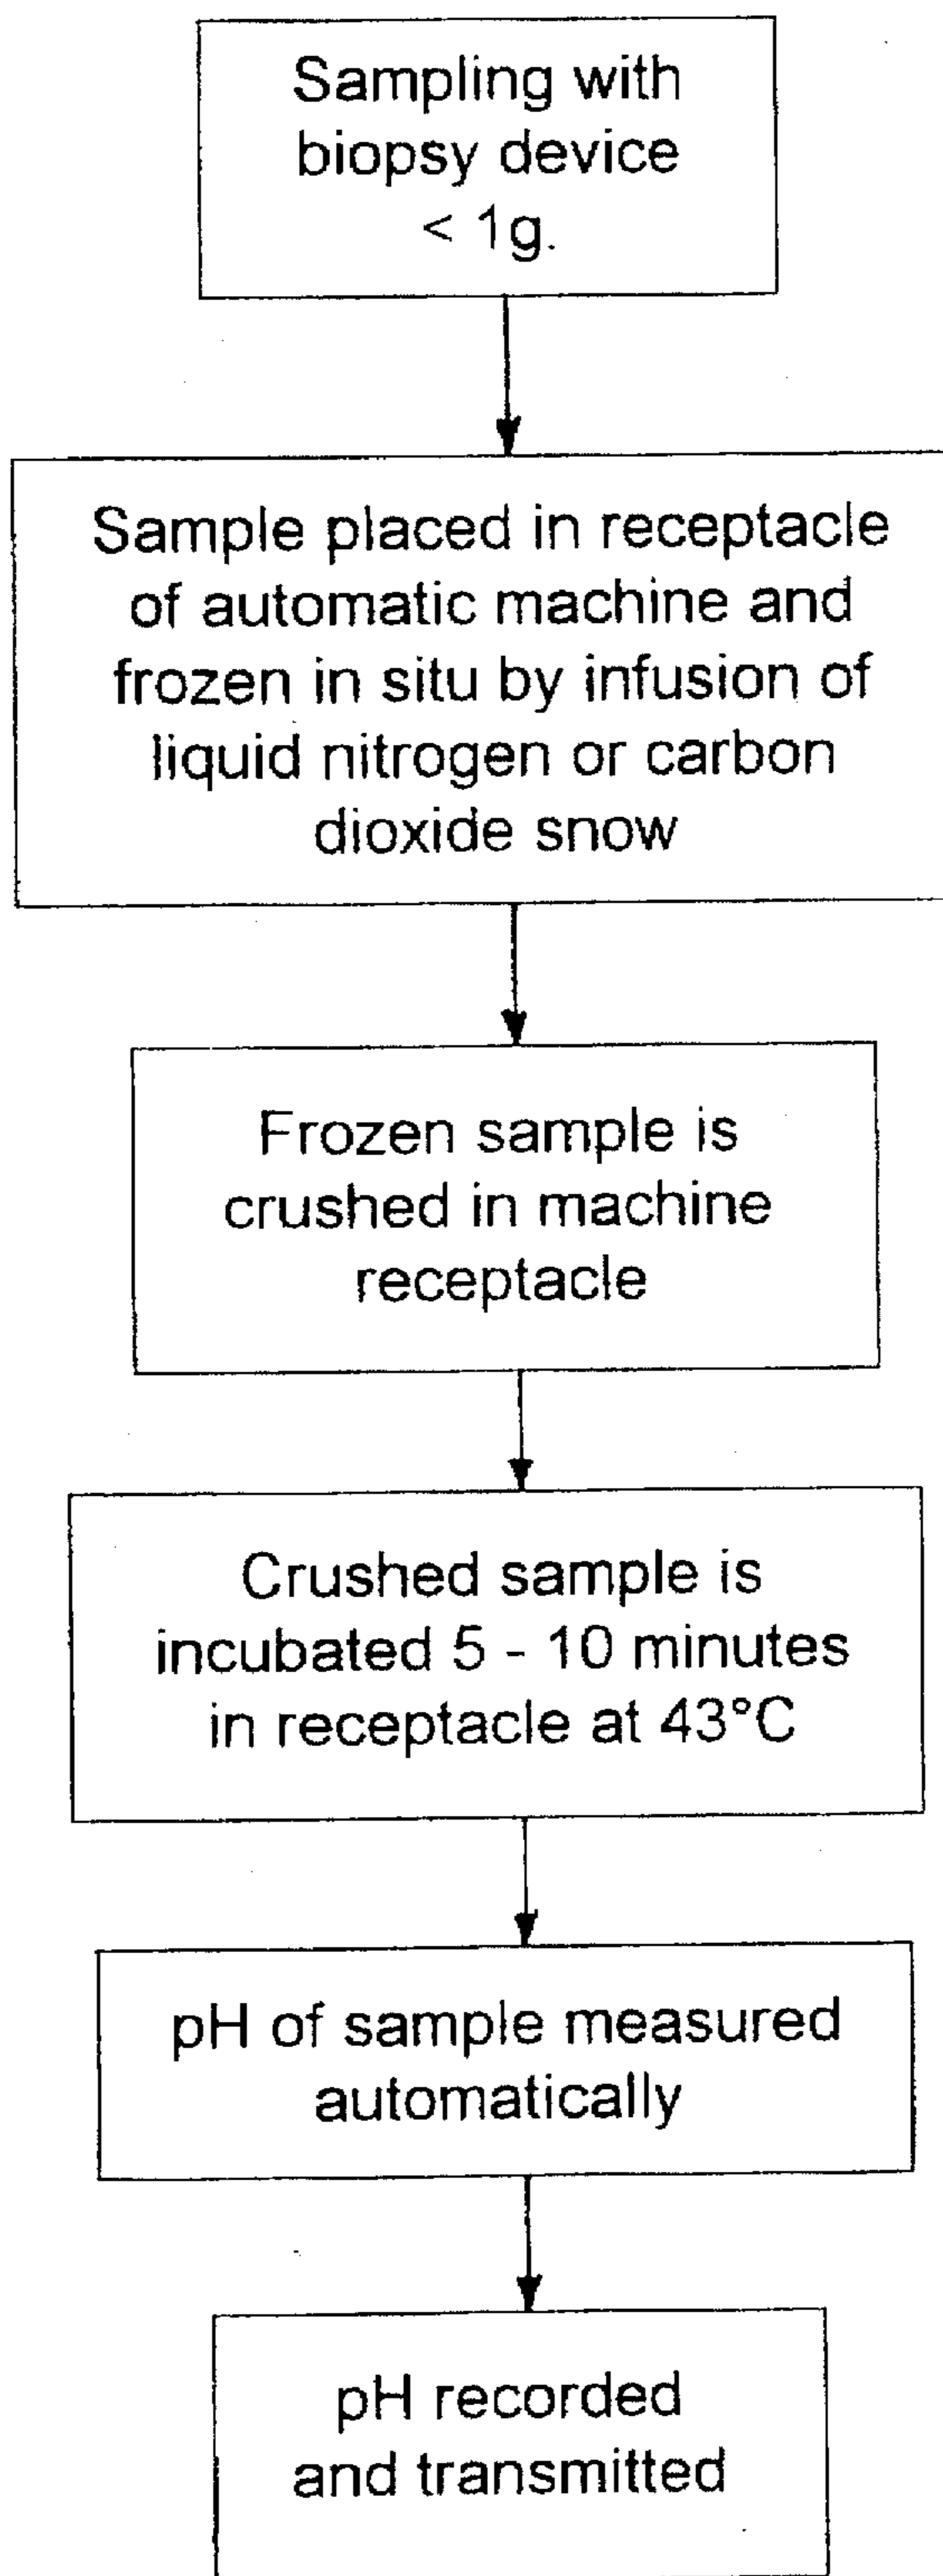 Sampling with
biopsy device
< 1g.
Sample placed in receptacle
of automatic machine and
frozen in situ by infusion of
liquid nitrogen or carbon
dioxide snow
Frozen sample is
crushed in machine
receptacle
Crushed sample is
incubated 5 - 10 minutes
in receptacle at 43°C
pH of sample measured
automatically
pH recorded
and transmitted